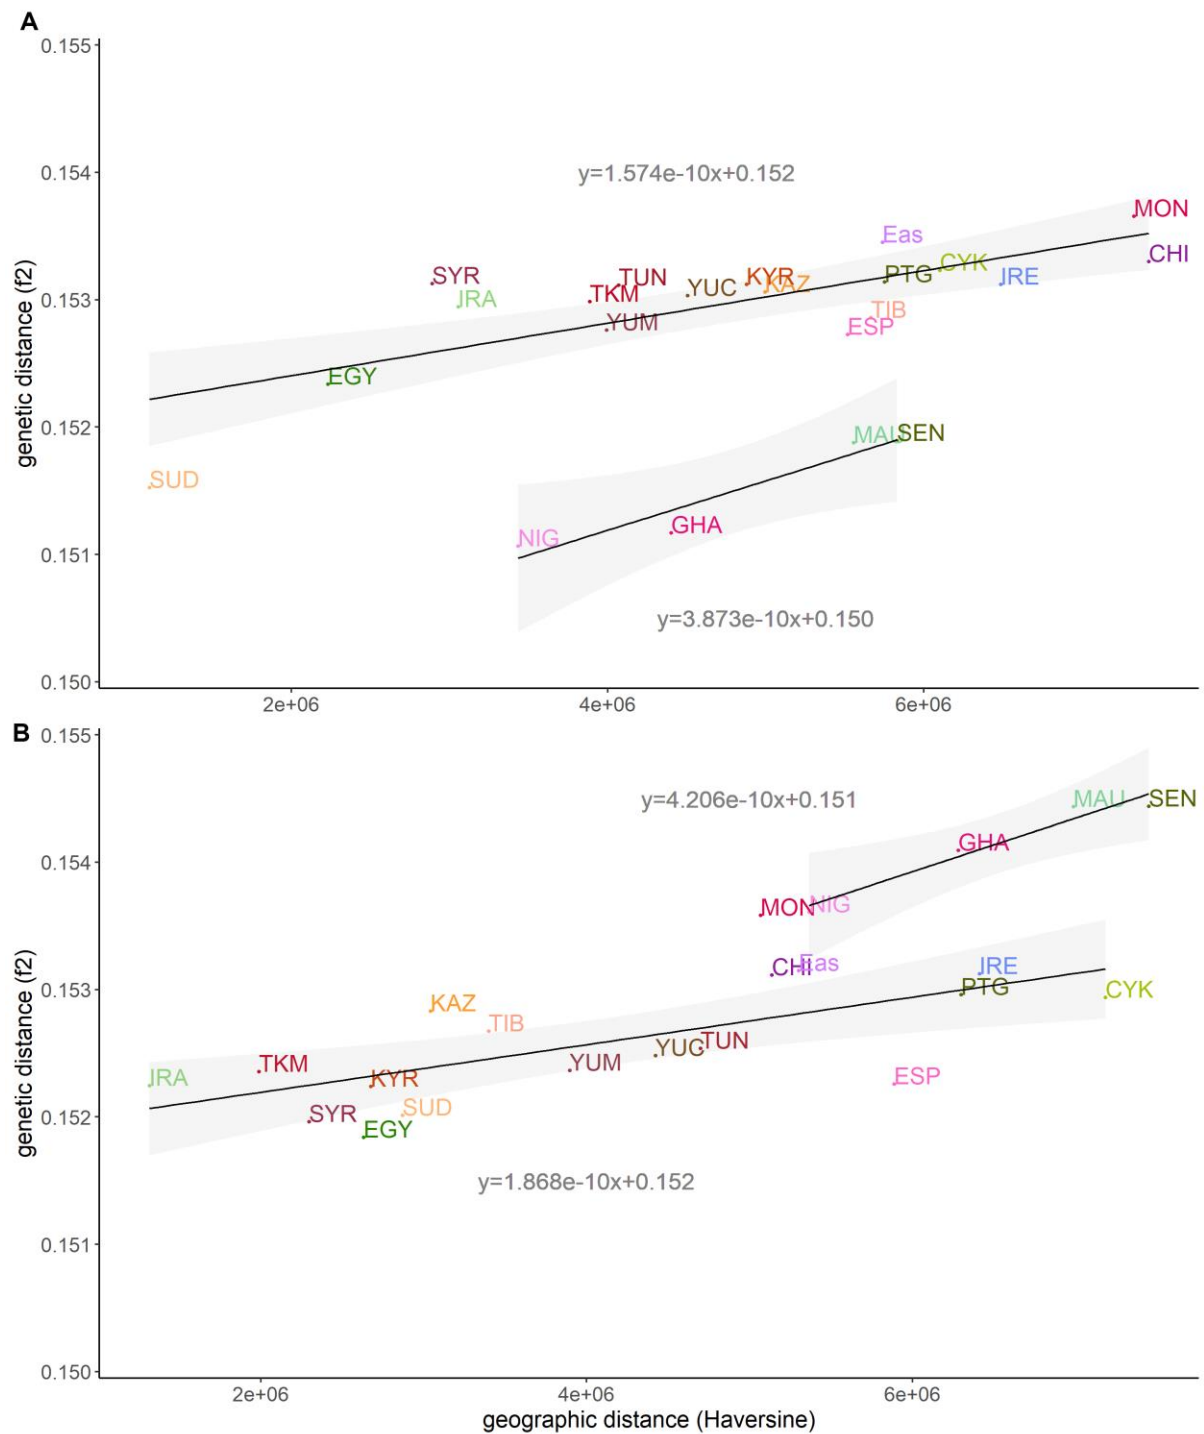 A
0.155
0.154
y=1.574e-10x+0.152
MON
Eas
CHI
CYK
SYR
TUN
KYR
PTG
IRE
IRA
KAZ
0.153
TKM
YUC
TIB
YUM
ESP
EGY
0.152
MAU
SEN
SUD
NIG
GHA
0.151
y=3.873e-10x+0.150
0.150
genetic distance (f2)
2e+06
4e+06
6e+06
B
0.155
y=4.206e-10x+0.151
MAU
SEN
GHA
0.154
MON
NIG
CHI
Eas
IRE
0.153
PTG
CYK
KAZ
TIB
YUC
TUN
IRA
TKM
KYR
YUM
ESP
SYR
SUD
0.152
EGY
y=1.868e-10x+0.152
0.151
0.150
genetic distance (f2)
2e+06
4e+06
6e+06
geographic distance (Haversine)